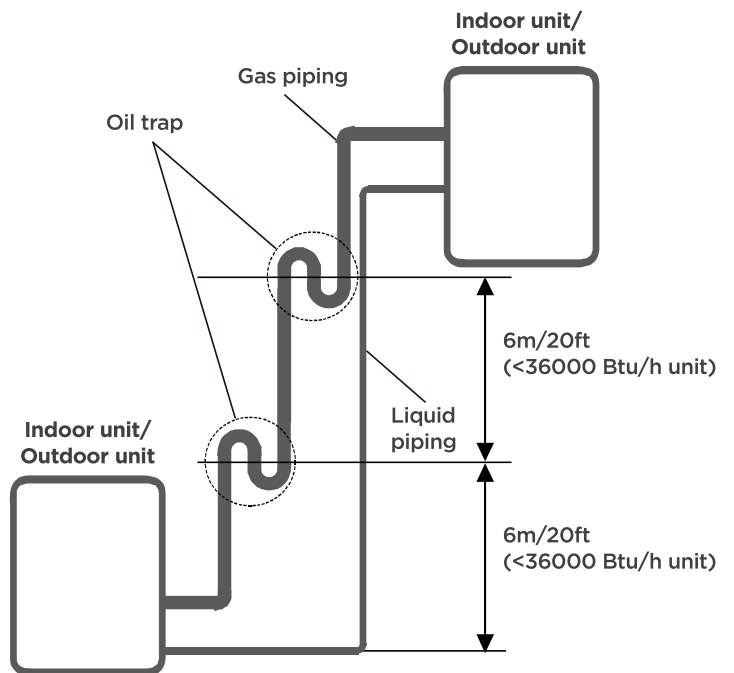 Indoor unit/
Outdoor unit
Gas piping
Oil trap
6m/20ft
(<36000 Btu/h unit)
Liquid
piping
Indoor unit/
Outdoor unit
6m/20ft
(<36000 Btu/h unit)